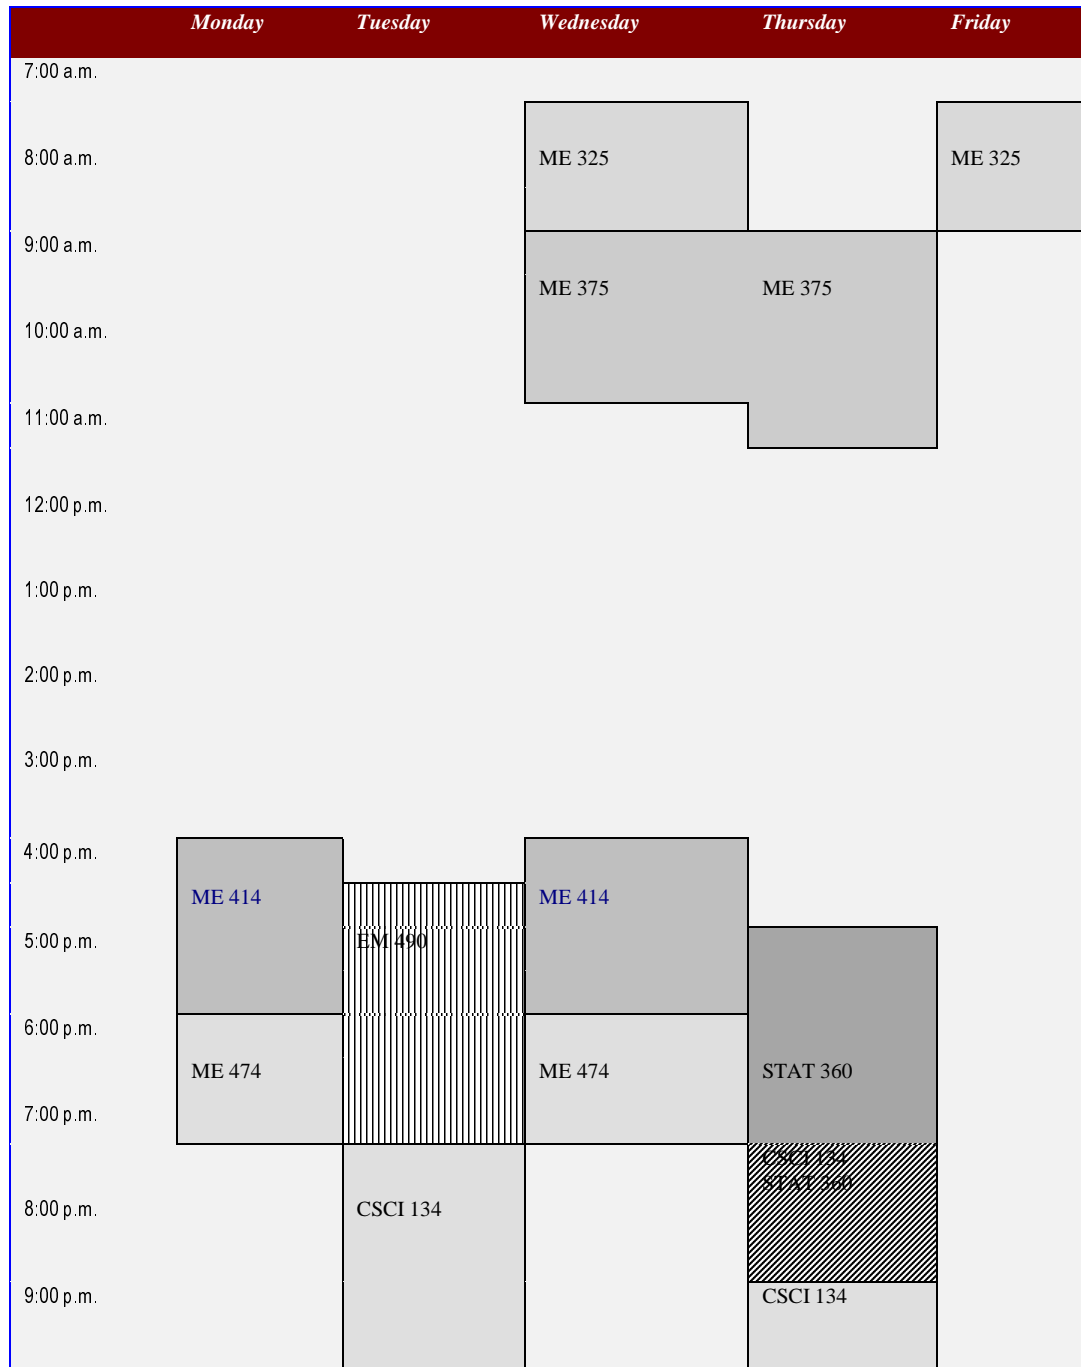 Monday Tuesday Wednesday Thursday Friday
7:00 a.m.
8:00 a.m. ME 325 ME 325
9:00 a.m.
ME 375 ME 375
10:00 a.m.
11:00 a.m.
12:00 p.m.
1:00 p.m.
2:00 p.m.
3:00 p.m.
4:00 p.m.
ME 414 ME 414
5:00 p.m. EM 490
6:00 p.m.
ME 474 ME 474 STAT 360
7:00 p.m.
CSCI 134
STAT 360
8:00 p.m. CSCI 134
9:00 p.m. CSCI 134